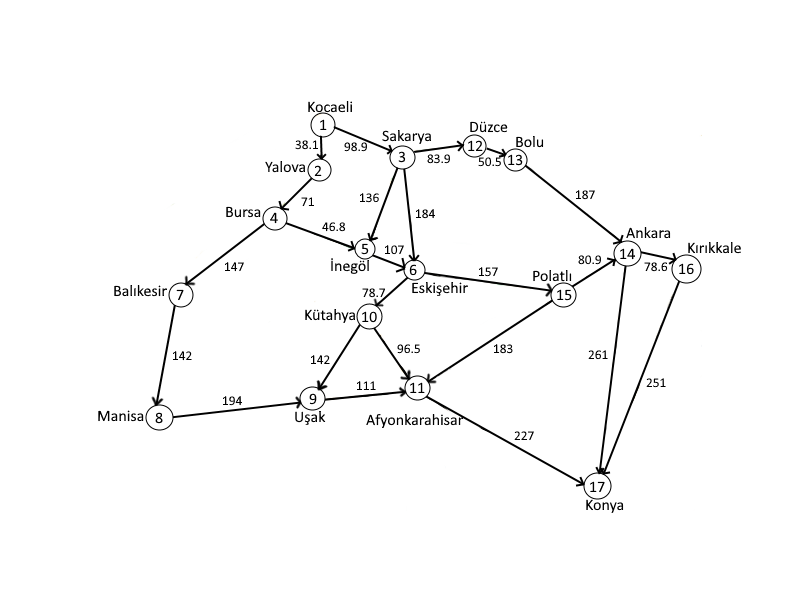 Kocaeli
1
Düzce
Sakarya
12
Bolu
38.1
98.9
3
83.9
50.5
13
Yalova
2
136
187
71
184
Bursa
4
46.8
Ankara
Kırıkkale
5
107
14
80.9
78.6
16
147
İnegöl
6
157
Polatlı
Balıkesir
7
78.7
Eskişehir
15
Kütahya
10
142
142
96.5
183
261
251
Manisa
8
194
9
111
11
Uşak
Afyonkarahisar
227
17
Konya